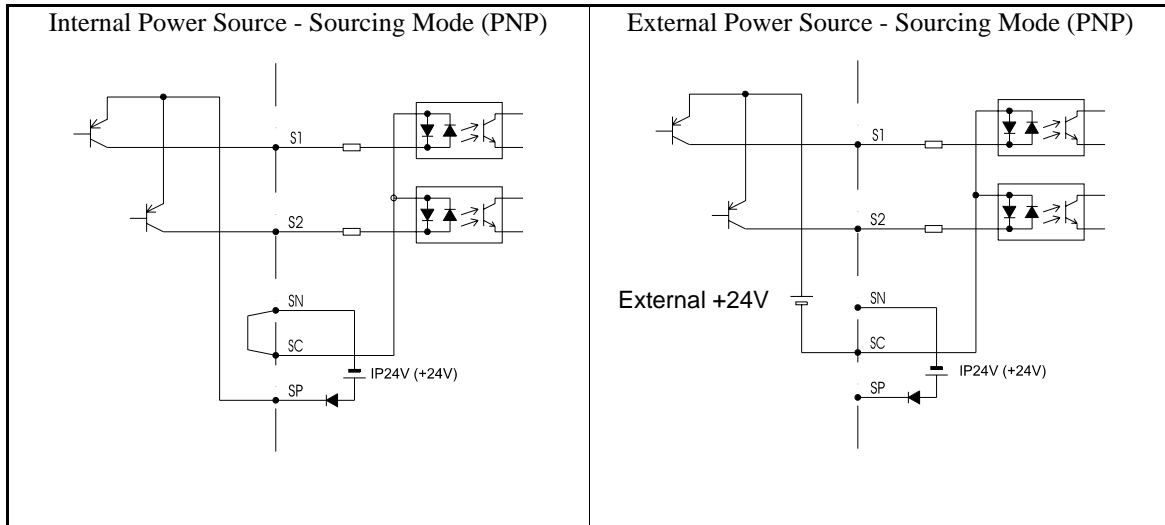 Internal Power Source - Sourcing Mode (PNP)
S1
S2
SN
SC
IP24V (+24V)
SP
External Power Source - Sourcing Mode (PNP)
S1
S2
External +24V
SN
SC
IP24V (+24V)
SP